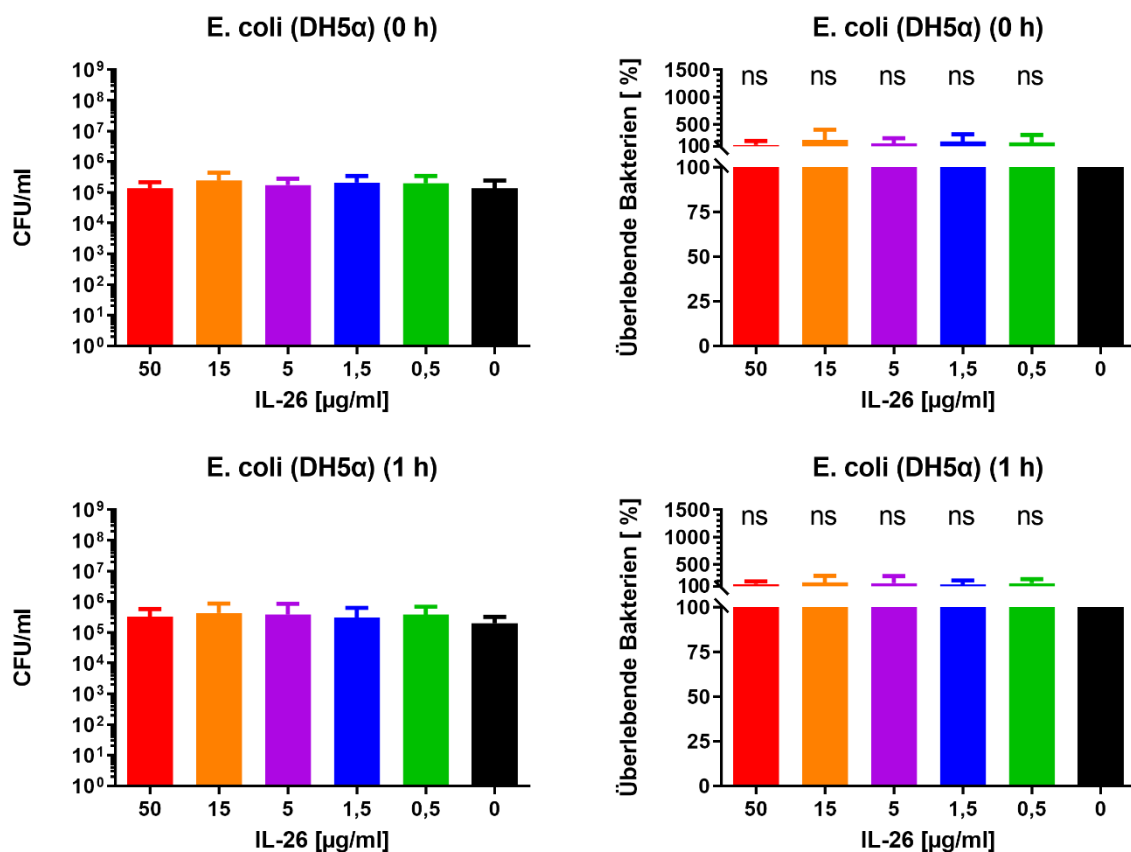 E. coli (DH5α) (0 h)
CFU/ml
10⁹
10⁸
10⁷
10⁶
10⁵
10⁴
10³
10²
10¹
10⁰
50 15 5 1,5 0,5 0
IL-26 [µg/ml]
E. coli (DH5α) (0 h)
Überlebende Bakterien [ %]
1500
1000
500
100
100
75
50
25
0
ns ns ns ns ns
50 15 5 1,5 0,5 0
IL-26 [µg/ml]
E. coli (DH5α) (1 h)
CFU/ml
10⁹
10⁸
10⁷
10⁶
10⁵
10⁴
10³
10²
10¹
10⁰
50 15 5 1,5 0,5 0
IL-26 [µg/ml]
E. coli (DH5α) (1 h)
Überlebende Bakterien [ %]
1500
1000
500
100
100
75
50
25
0
ns ns ns ns ns
50 15 5 1,5 0,5 0
IL-26 [µg/ml]